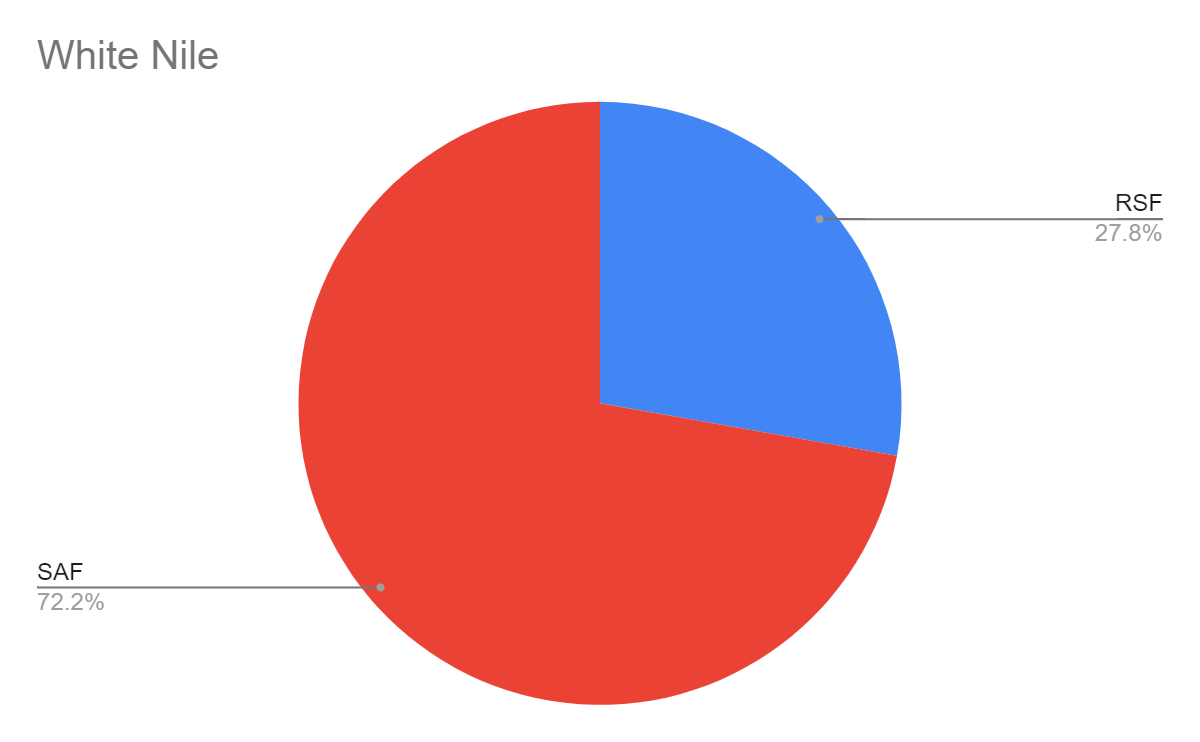 White Nile
RSF
27.8%
SAF
72.2%